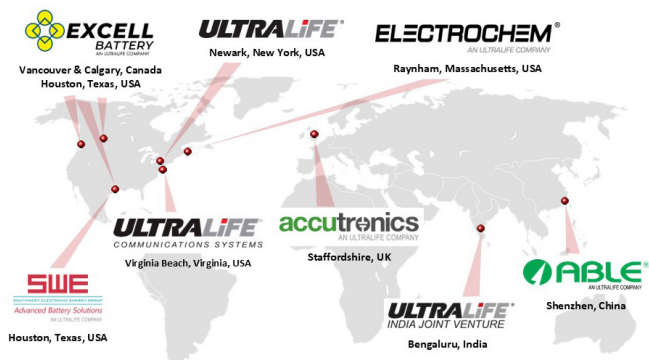 EXCELL
BATTERY
AN ULTRALIFE COMPANY
Vancouver & Calgary, Canada
Houston, Texas, USA
ULTRALiFE®
Newark, New York, USA
ELECTROCHEM®
AN ULTRALIFE COMPANY
Raynham, Massachusetts, USA
ULTRALiFE®
COMMUNICATIONS SYSTEMS
Virginia Beach, Virginia, USA
accutronics
AN ULTRALIFE COMPANY
Staffordshire, UK
SWE
SOUTHWEST ELECTRONIC ENERGY GROUP
Advanced Battery Solutions
AN ULTRALIFE COMPANY
Houston, Texas, USA
ULTRALiFE®
INDIA JOINT VENTURE
Bengaluru, India
ABLE®
AN ULTRALIFE COMPANY
Shenzhen, China